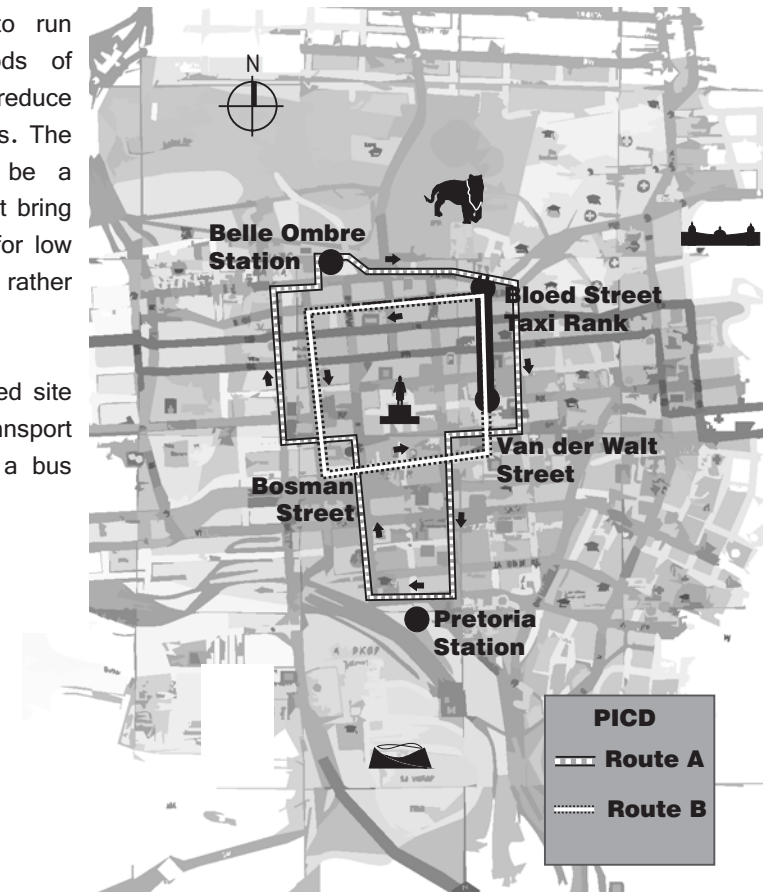 to run
ods of
reduce
s. The
be a
t bring
for low
rather
ed site
ansport
a bus
N
Belle Ombre
Station
Bloed Street
Taxi Rank
Van der Walt
Street
Bosman
Street
Pretoria
Station
PICD
Route A
Route B